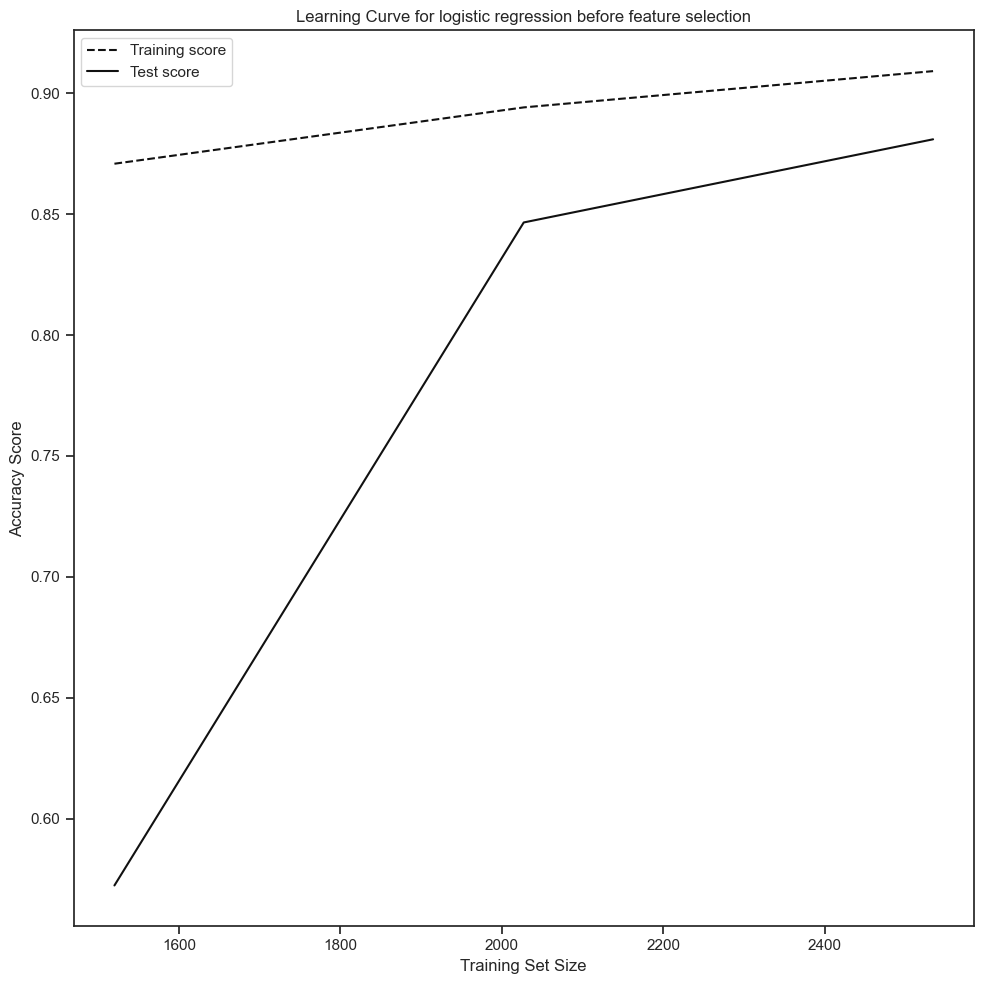 Learning Curve for logistic regression before feature selection
Training score
Test score
0.90
0.85
0.80
0.75
0.70
0.65
0.60
Accuracy Score
1600
1800
2000
2200
2400
Training Set Size